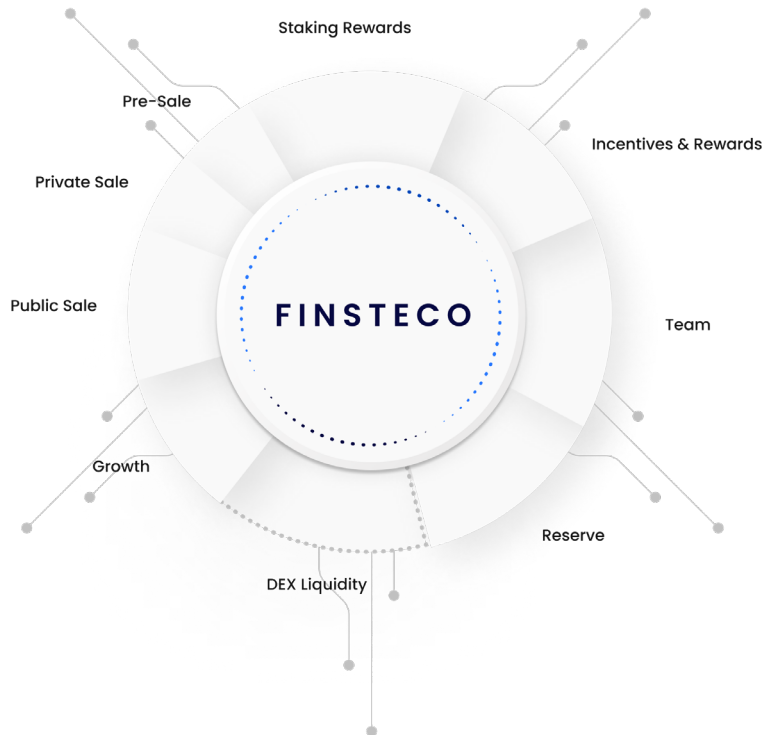 Staking Rewards
Pre-Sale
Incentives & Rewards
Private Sale
Public Sale
FINSTECO
Team
Growth
Reserve
DEX Liquidity